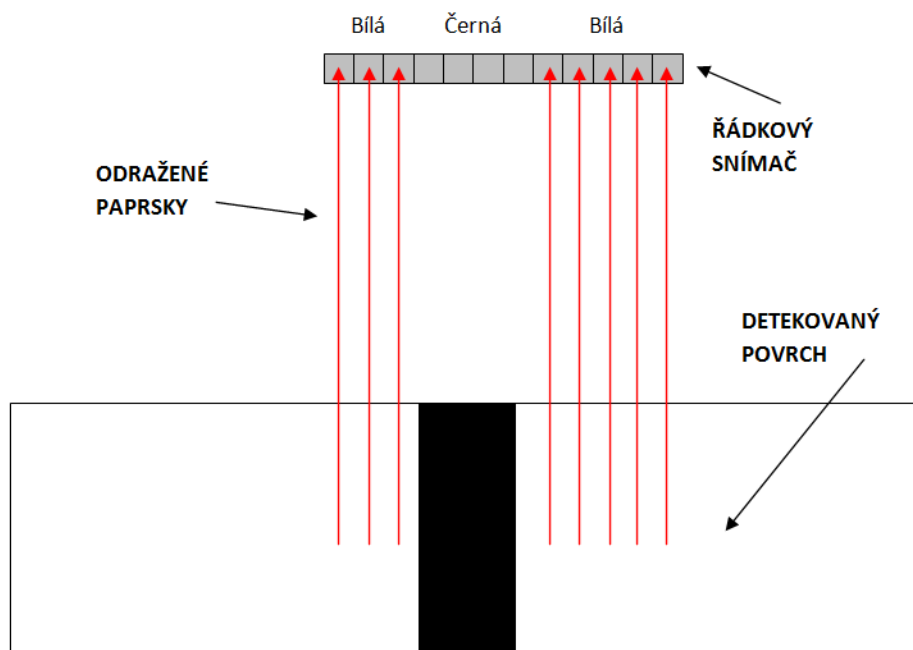 Bílá Černá Bílá
ŘÁDKOVÝ
SNÍMAČ
ODRAŽENÉ
PAPRSKY
DETEKOVANÝ
POVRCH